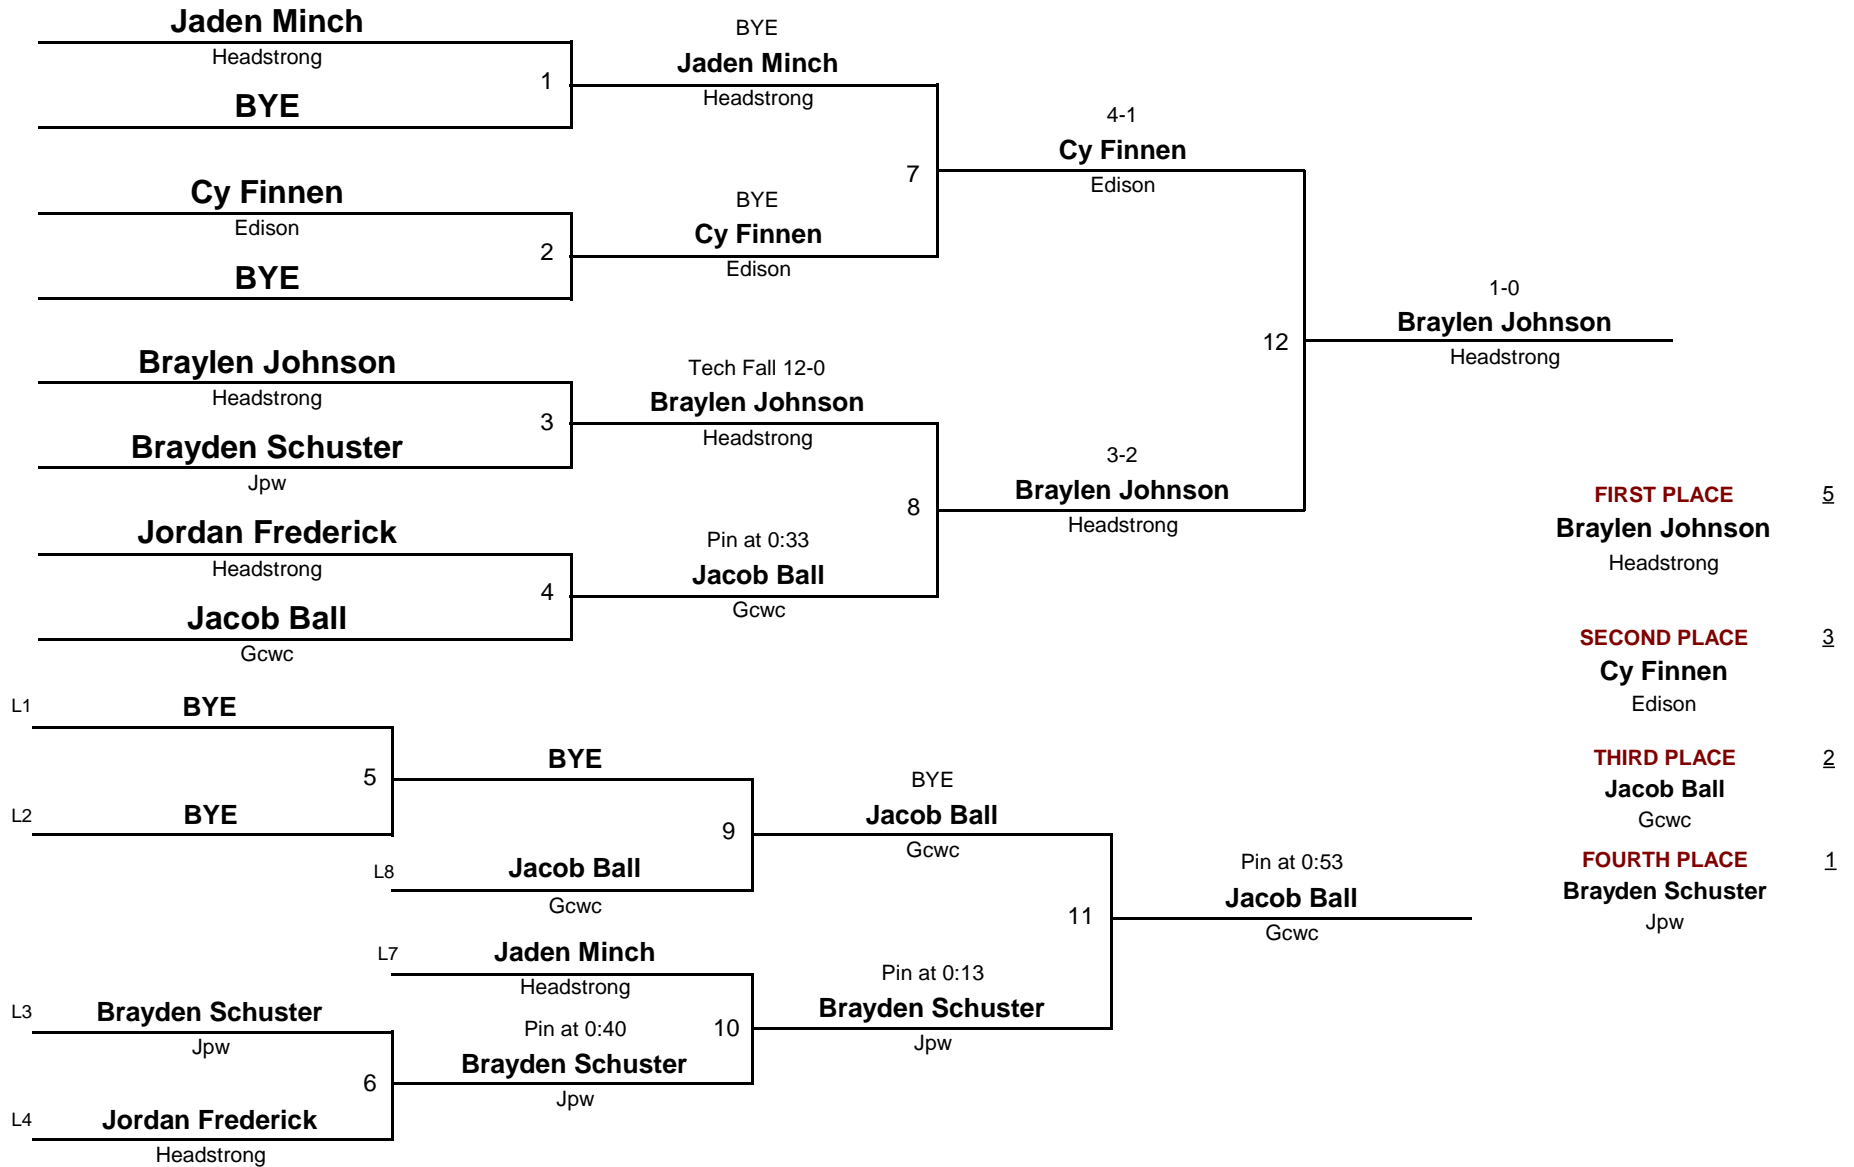 Jaden Minch
Headstrong
1
BYE
Cy Finnen
Edison
2
BYE
Braylen Johnson
Headstrong
3
Brayden Schuster
Jpw
Jordan Frederick
Headstrong
4
Jacob Ball
Gcwc
BYE
Jaden Minch
Headstrong
7
BYE
Cy Finnen
Edison
Tech Fall 12-0
Braylen Johnson
Headstrong
8
Pin at 0:33
Jacob Ball
Gcwc
4-1
Cy Finnen
Edison
12
3-2
Braylen Johnson
Headstrong
1-0
Braylen Johnson
Headstrong
L1 BYE
5
L2 BYE
BYE
9
L8 Jacob Ball
Gcwc
L7 Jaden Minch
Headstrong
10
Pin at 0:40
Brayden Schuster
Jpw
L3 Brayden Schuster
Jpw
6
L4 Jordan Frederick
Headstrong
BYE
Jacob Ball
Gcwc
11
Pin at 0:13
Brayden Schuster
Jpw
Pin at 0:53
Jacob Ball
Gcwc
FIRST PLACE 5
Braylen Johnson
Headstrong
SECOND PLACE 3
Cy Finnen
Edison
THIRD PLACE 2
Jacob Ball
Gcwc
FOURTH PLACE 1
Brayden Schuster
Jpw